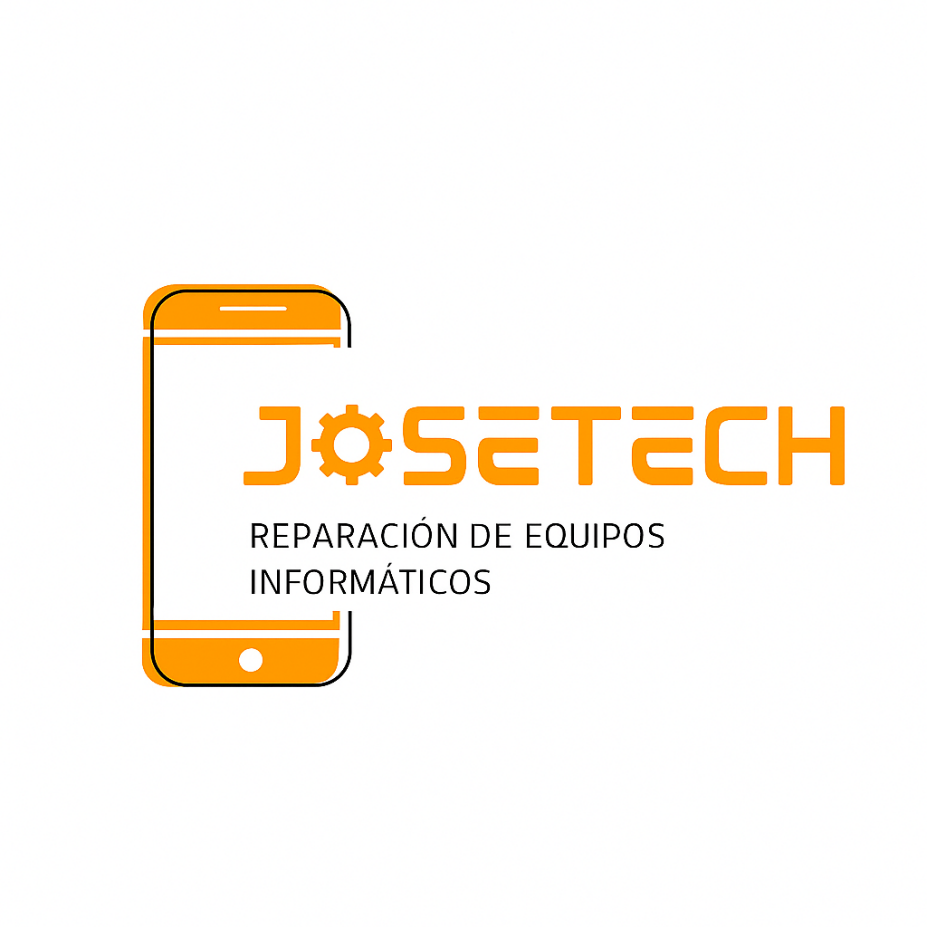 JOSETECH
REPARACIÓN DE EQUIPOS
INFORMÁTICOS